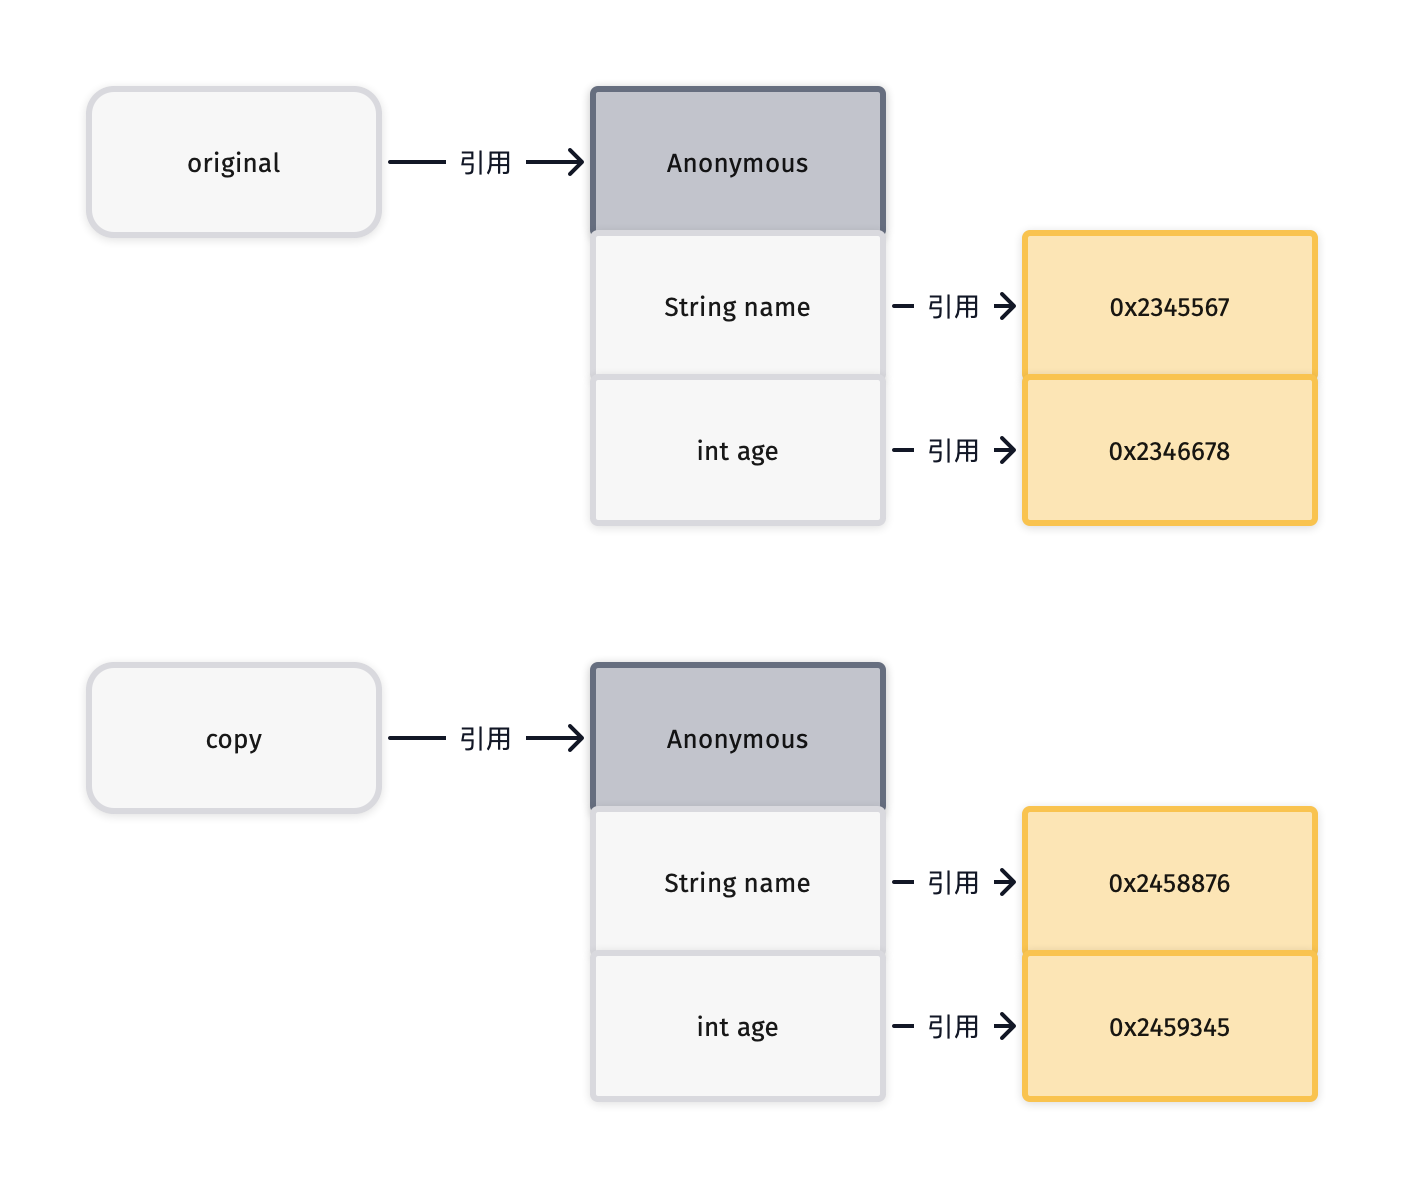 original
引用
Anonymous
String name
引用
0x2345567
int age
引用
0x2346678
copy
引用
Anonymous
String name
引用
0x2458876
int age
引用
0x2459345